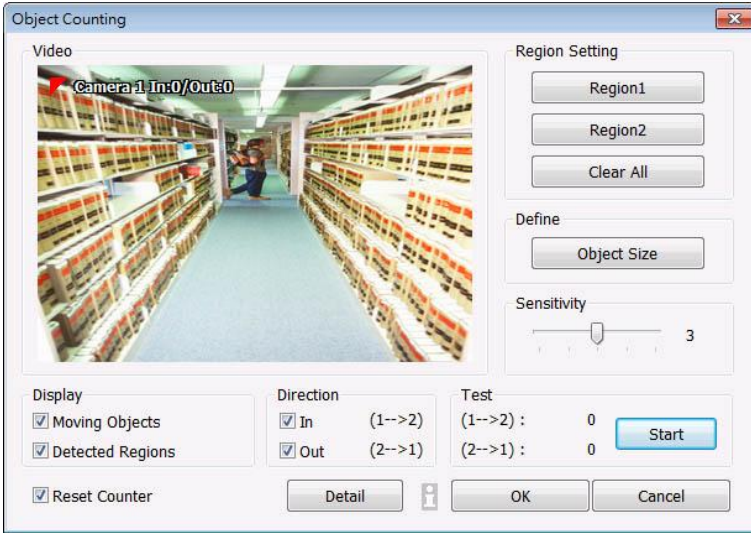 Object Counting
Video
Camera 1 In:0/Out:0
Region Setting
Region1
Region2
Clear All
Define
Object Size
Sensitivity
3
Display
Moving Objects
Detected Regions
Direction
In (1-->2)
Out (2-->1)
Test
(1-->2) : 0
(2-->1) : 0
Start
Reset Counter
Detail
OK
Cancel